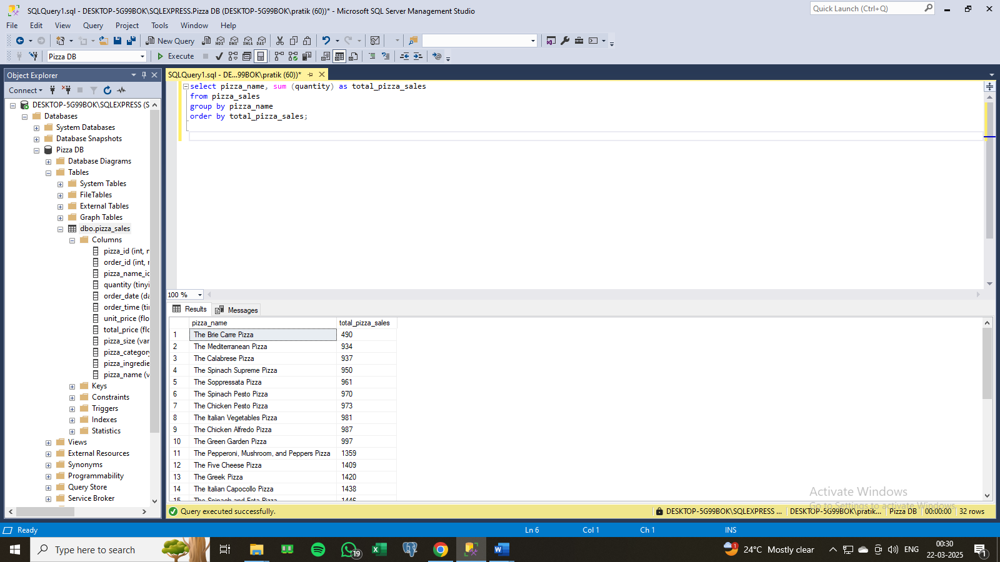 SQLQuery1.sql - DESKTOP-5G99BOK\SQLEXPRESS.Pizza DB (DESKTOP-5G99BOK\pratik (60))* - Microsoft SQL Server Management Studio
Quick Launch (Ctrl+Q)
File Edit View Query Project Tools Window Help
New Query
MDX DMX XMLA DAX
Pizza DB
Execute
Object Explorer
SQLQuery1.sql - DE...99BOK\pratik (60))*
Connect
DESKTOP-5G99BOK\SQLEXPRESS (S
Databases
System Databases
Database Snapshots
Pizza DB
Database Diagrams
Tables
System Tables
FileTables
External Tables
Graph Tables
dbo.pizza_sales
Columns
pizza_id (int, n
order_id (int, r
pizza_name_id
quantity (tinyi
order_date (da
order_time (tii
unit_price (flo
total_price (flo
pizza_size (var
pizza_category
pizza_ingredie
pizza_name (v
Keys
Constraints
Triggers
Indexes
Statistics
Views
External Resources
Synonyms
Programmability
Query Store
Service Broker
select pizza_name, sum (quantity) as total_pizza_sales
from pizza_sales
group by pizza_name
order by total_pizza_sales;
100 %
Results Messages
pizza_name total_pizza_sales
1 The Brie Carre Pizza 490
2 The Mediterranean Pizza 934
3 The Calabrese Pizza 937
4 The Spinach Supreme Pizza 950
5 The Soppressata Pizza 961
6 The Spinach Pesto Pizza 970
7 The Chicken Pesto Pizza 973
8 The Italian Vegetables Pizza 981
9 The Chicken Alfredo Pizza 987
10 The Green Garden Pizza 997
11 The Pepperoni, Mushroom, and Peppers Pizza 1359
12 The Five Cheese Pizza 1409
13 The Greek Pizza 1420
14 The Italian Capocollo Pizza 1438
15 The Spinach and Feta Pizza 1446
Activate Windows
Go to Settings to activate Windows.
Query executed successfully.
DESKTOP-5G99BOK\SQLEXPRESS ... DESKTOP-5G99BOK\pratik... Pizza DB 00:00:00 32 rows
Ready Ln 6 Col 1 Ch 1 INS
Type here to search
19
1
24°C Mostly clear
ENG
00:30
22-03-2025
1